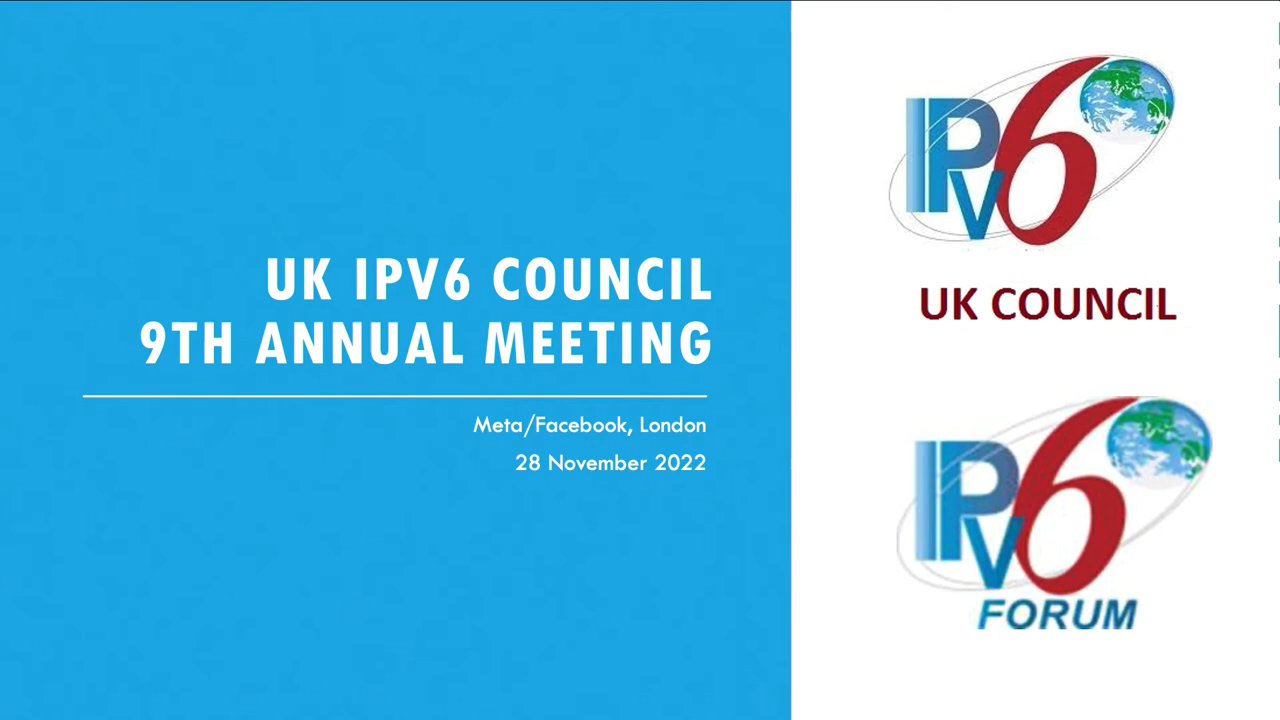 UK IPV6 COUNCIL
9TH ANNUAL MEETING
Meta/Facebook, London
28 November 2022
IPv6
UK COUNCIL
IPv6
FORUM